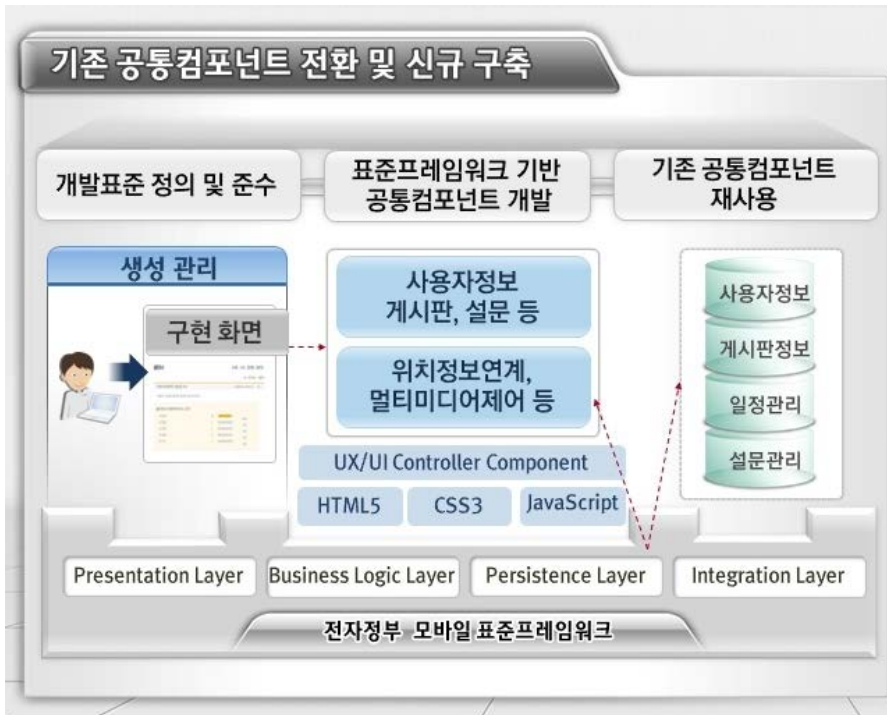 기존 공통컴포넌트 전환 및 신규 구축
개발표준 정의 및 준수
표준프레임워크 기반
공통컴포넌트 개발
기존 공통컴포넌트
재사용
생성 관리
구현 화면
사용자정보
게시판, 설문 등
위치정보연계,
멀티미디어제어 등
UX/UI Controller Component
HTML5
CSS3
JavaScript
사용자정보
게시판정보
일정관리
설문관리
Presentation Layer
Business Logic Layer
Persistence Layer
Integration Layer
전자정부 모바일 표준프레임워크